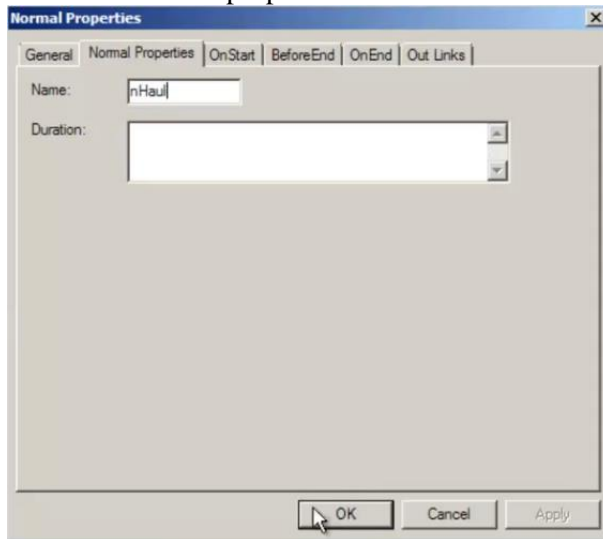 Normal Properties
General Normal Properties OnStart BeforeEnd OnEnd Out Links
Name: nHaul
Duration:
OK Cancel Apply